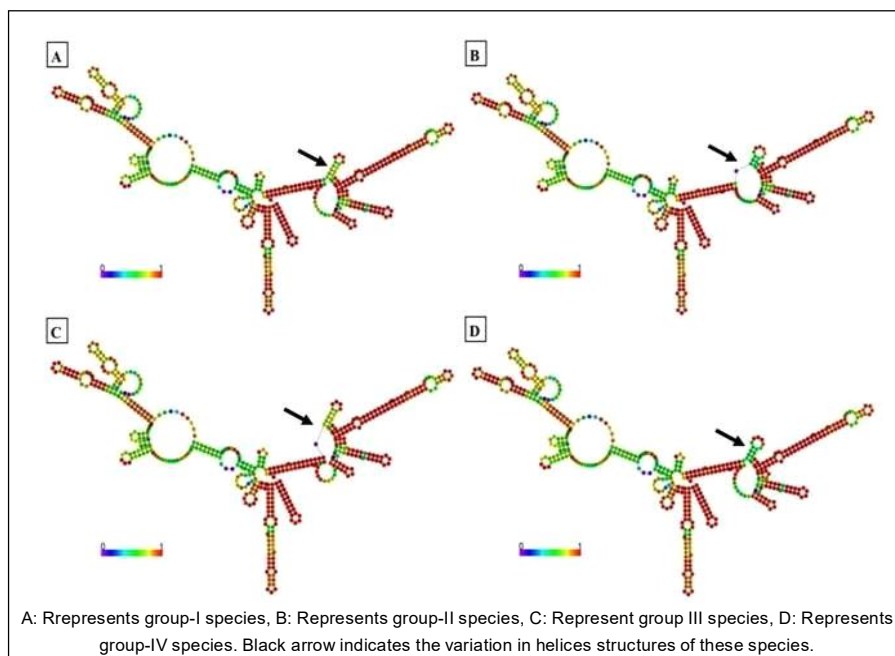 A
B
0 1
0 1
C
D
0 1
0 1
A: Rrepresents group-I species, B: Represents group-II species, C: Represent group III species, D: Represents
group-IV species. Black arrow indicates the variation in helices structures of these species.